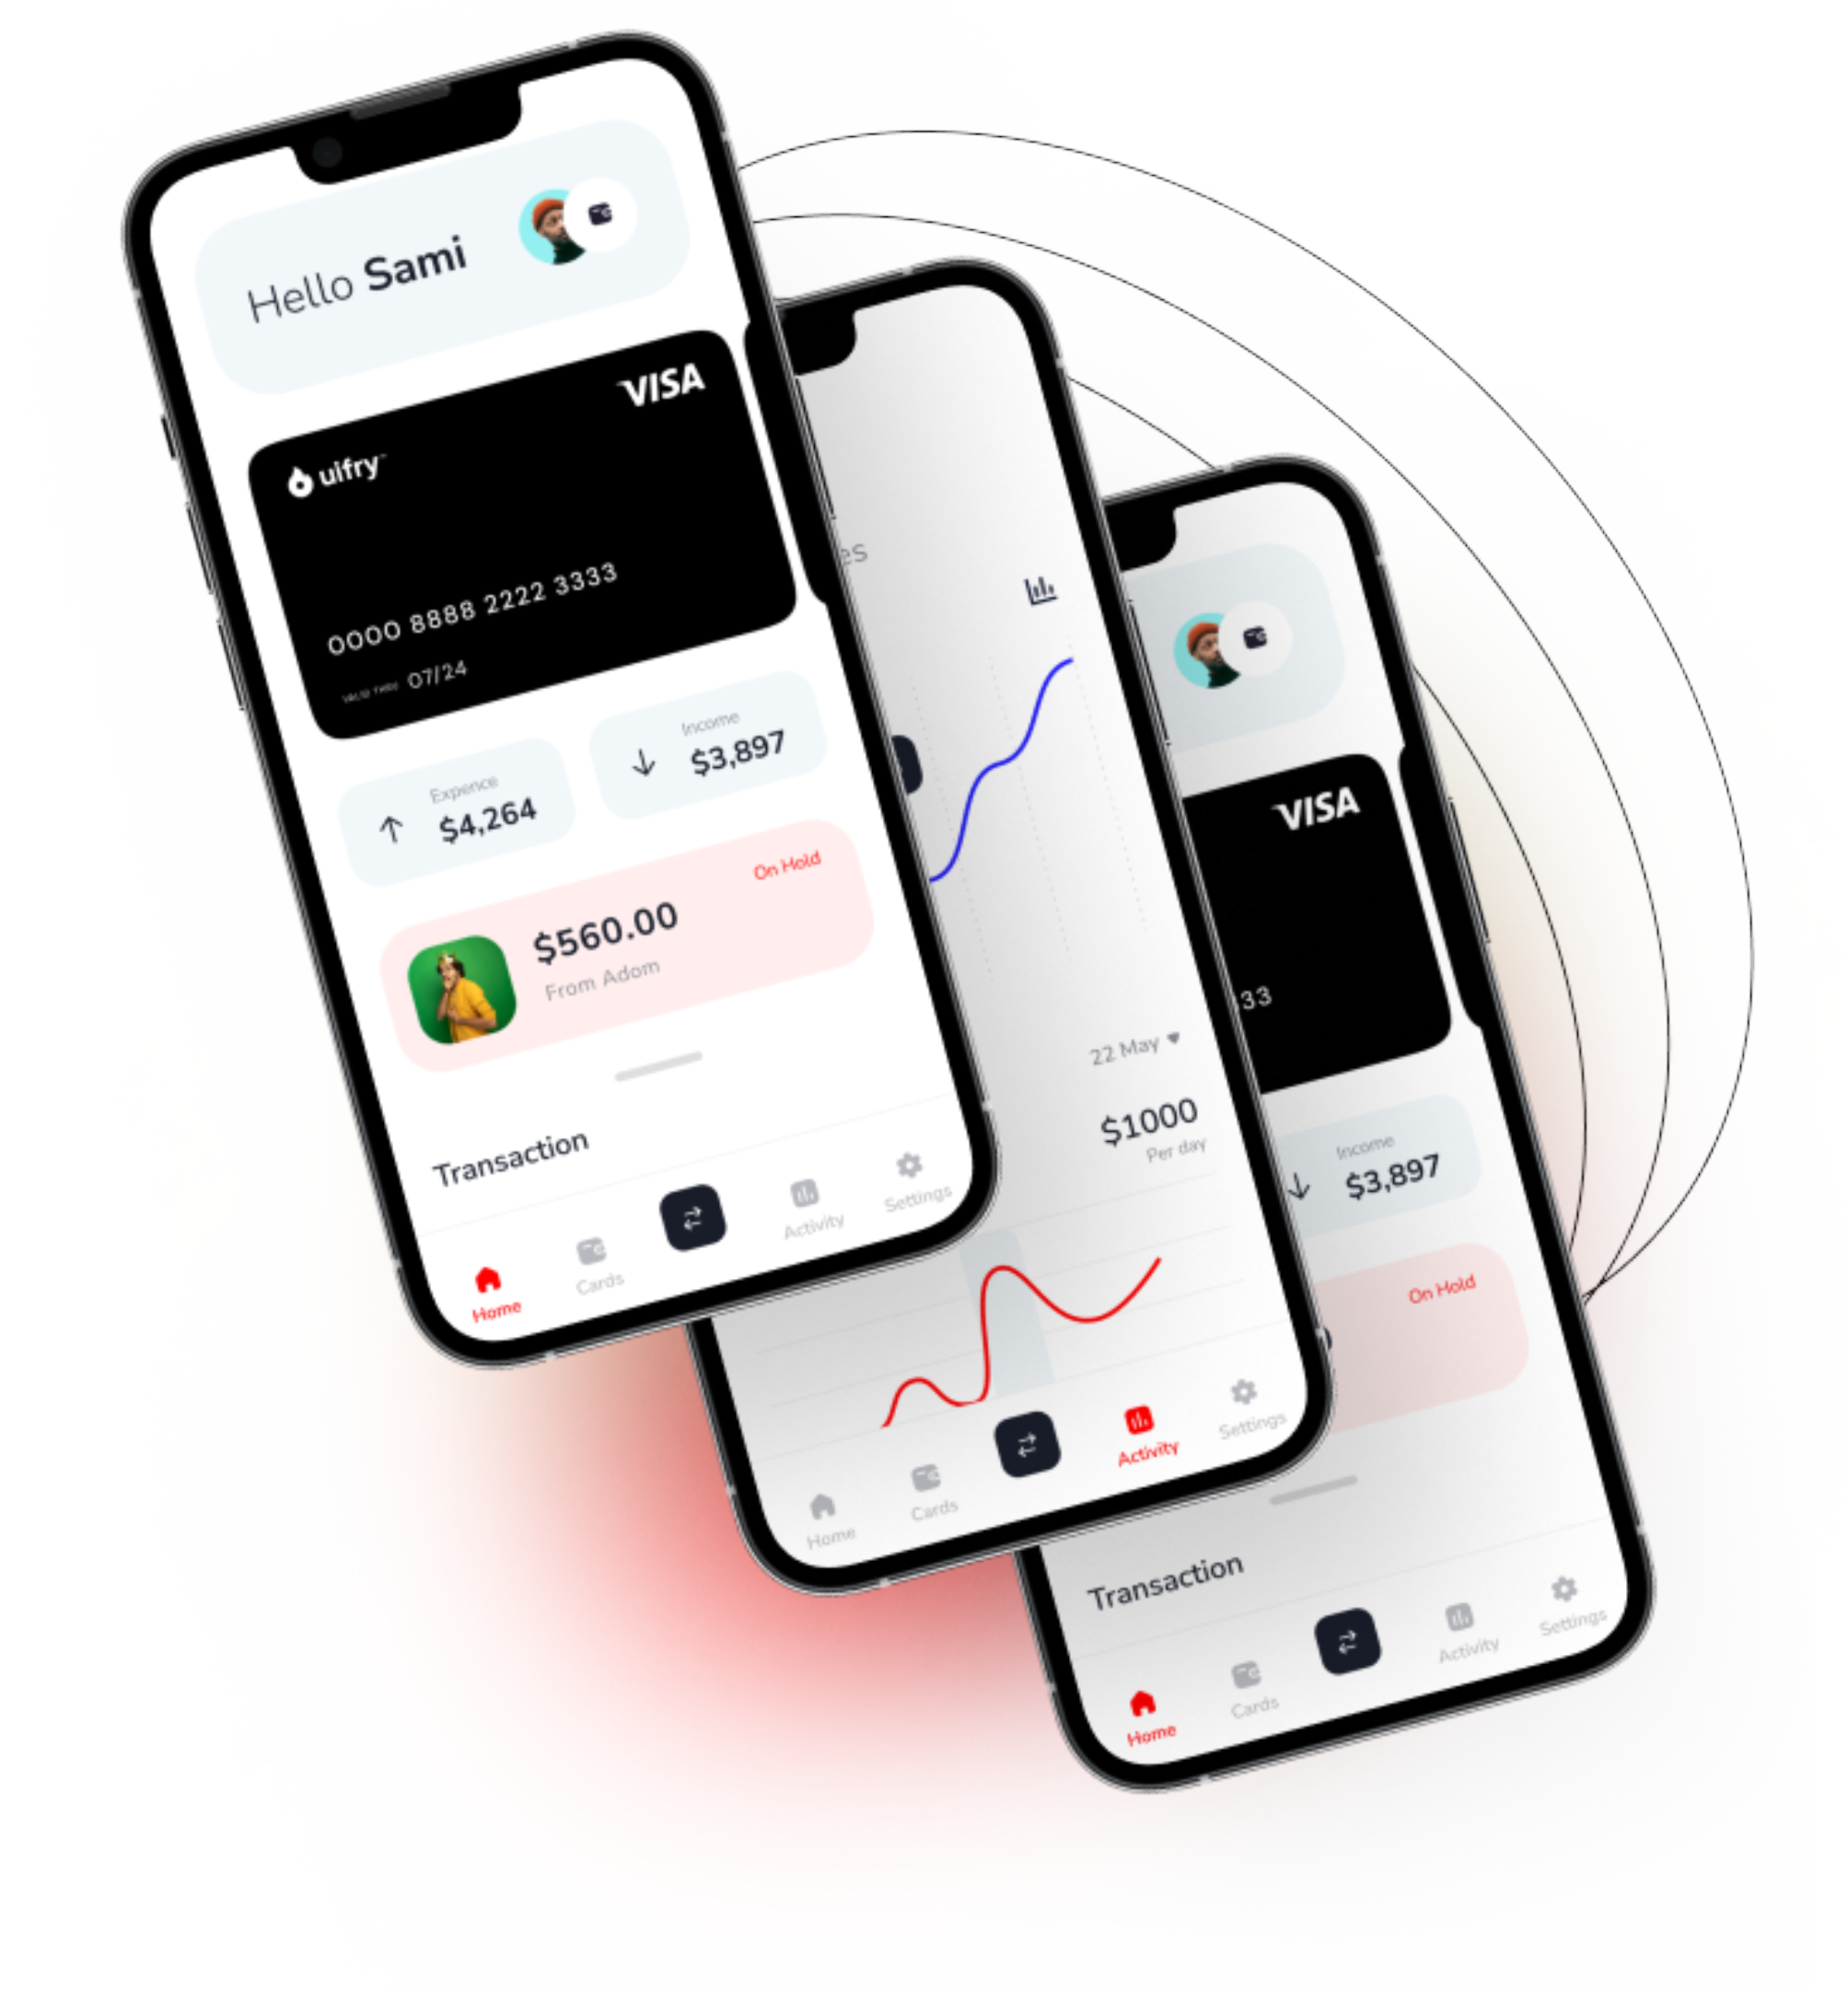 Hello Sami
VISA
uifry™
0000 8888 2222 3333
VALID THRU 07/24
Expence
$4,264
Income
$3,897
On Hold
$560.00
From Adom
Transaction
Home
Cards
Activity
Settings
es
22 May
$1000
Per day
Home
Cards
Activity
Settings
VISA
33
Income
$3,897
On Hold
Transaction
Home
Cards
Activity
Settings